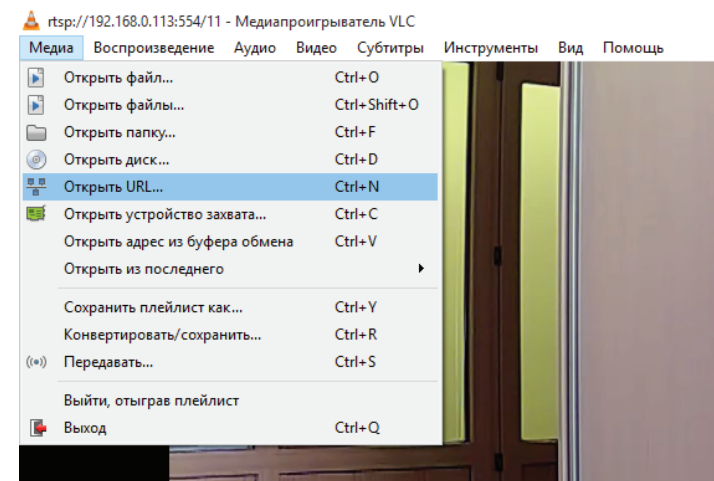 rtsp://192.168.0.113:554/11 - Медиапроигрыватель VLC
Медиа Воспроизведение Аудио Видео Субтитры Инструменты Вид Помощь
Открыть файл... Ctrl+O
Открыть файлы... Ctrl+Shift+O
Открыть папку... Ctrl+F
Открыть диск... Ctrl+D
Открыть URL... Ctrl+N
Открыть устройство захвата... Ctrl+C
Открыть адрес из буфера обмена Ctrl+V
Открыть из последнего
Сохранить плейлист как... Ctrl+Y
Конвертировать/сохранить... Ctrl+R
Передавать... Ctrl+S
Выйти, отыграв плейлист
Выход Ctrl+Q